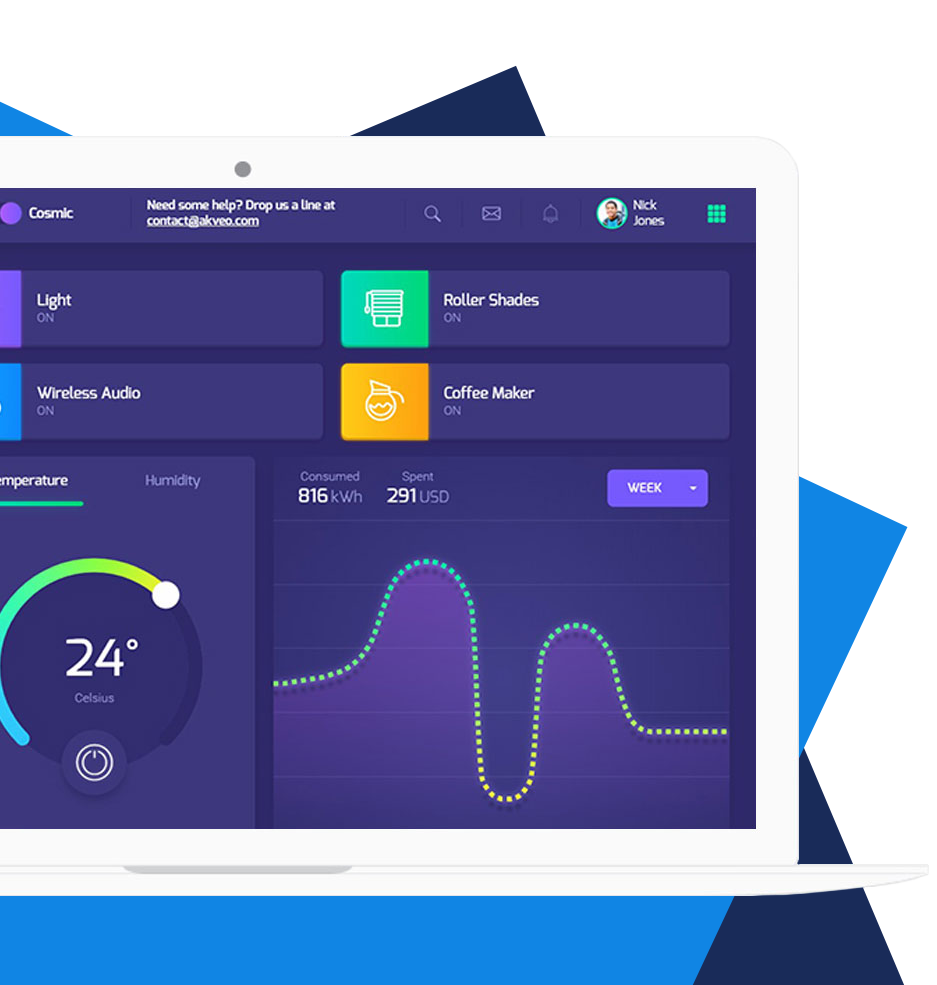 Cosmic
Need some help? Drop us a line at
contact@akveo.com
Nick
Jones
Light
ON
Roller Shades
ON
Wireless Audio
ON
Coffee Maker
ON
emperature
Humidity
Consumed
816 kWh
Spent
291 USD
WEEK
24°
Celsius